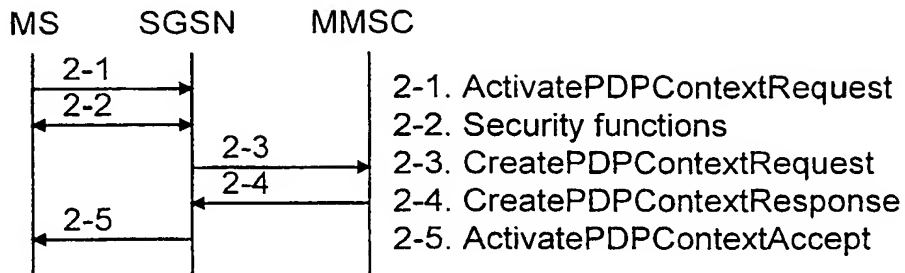 MS SGSN MMSC
2-1
2-2
2-3
2-4
2-5
2-1. ActivatePDPContextRequest
2-2. Security functions
2-3. CreatePDPContextRequest
2-4. CreatePDPContextResponse
2-5. ActivatePDPContextAccept